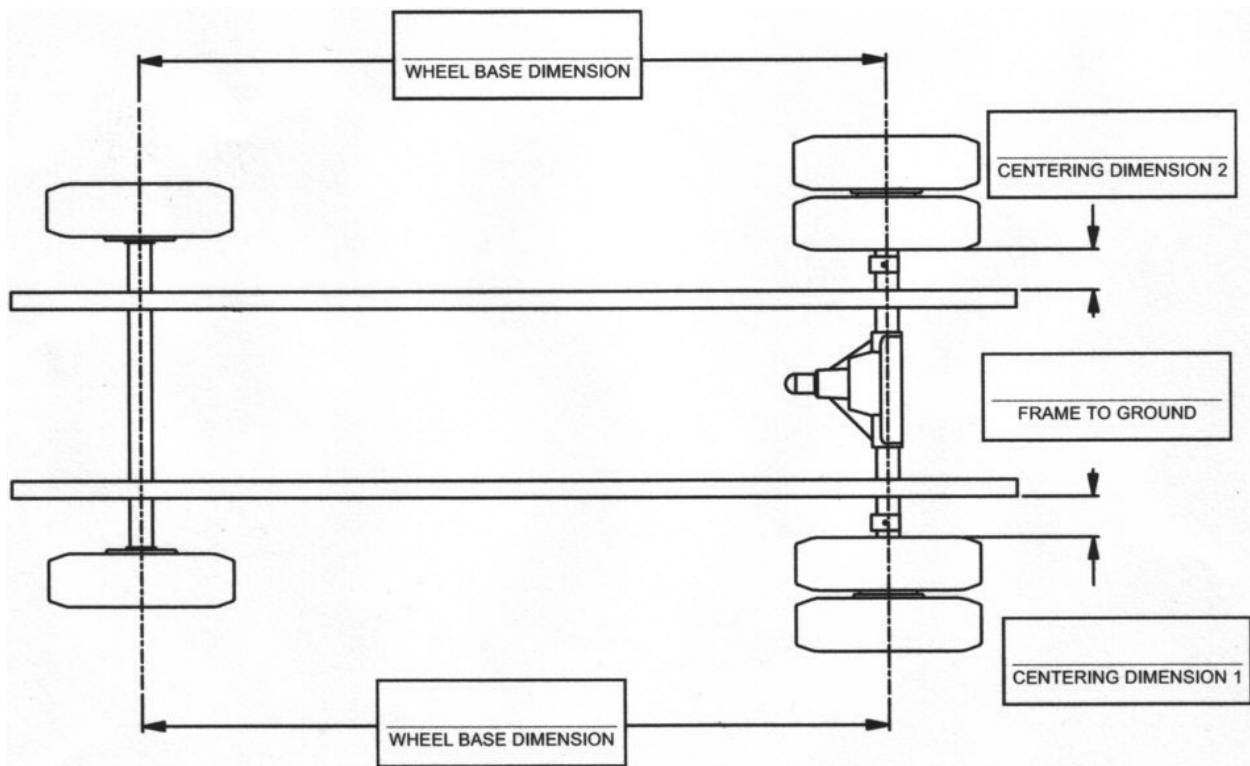 WHEEL BASE DIMENSION
CENTERING DIMENSION 2
FRAME TO GROUND
CENTERING DIMENSION 1
WHEEL BASE DIMENSION